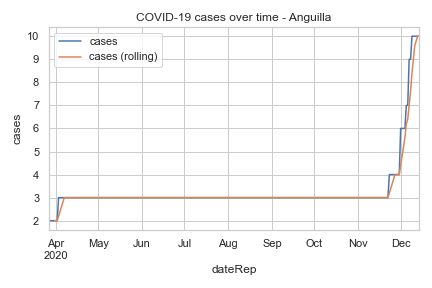 COVID-19 cases over time - Anguilla
cases
cases (rolling)
10
9
8
7
6
5
4
3
2
cases
Apr May Jun Jul Aug Sep Oct Nov Dec
2020
dateRep